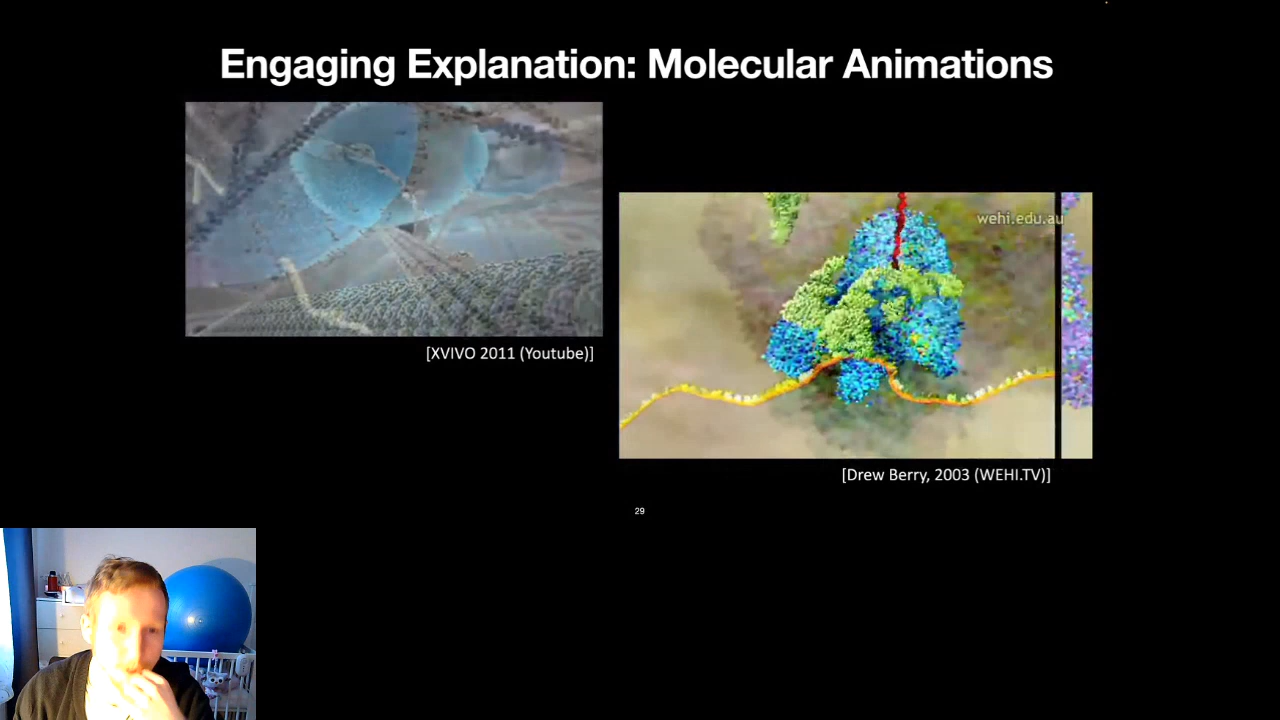 Engaging Explanation: Molecular Animations
wehi.edu.au
[XVIVO 2011 (Youtube)]
[Drew Berry, 2003 (WEHI.TV)]
29